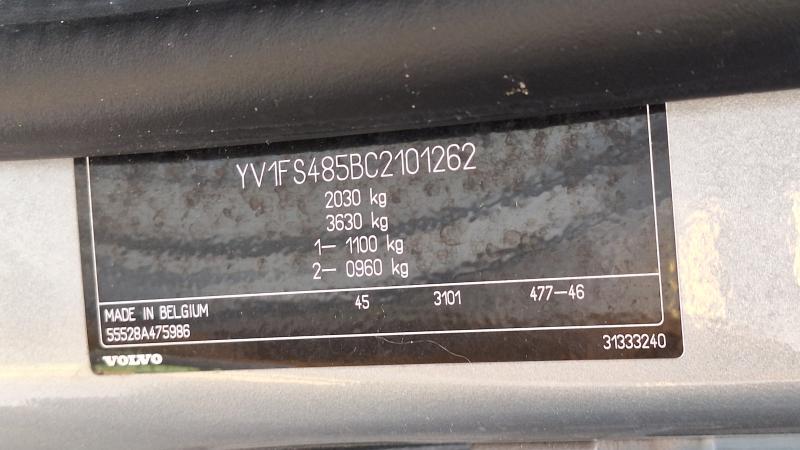 YV1FS485BC2101262
2030 kg
3630 kg
1– 1100 kg
2– 0960 kg
MADE IN BELGIUM 45 3101 477–46
55528A475986
VOLVO 31333240